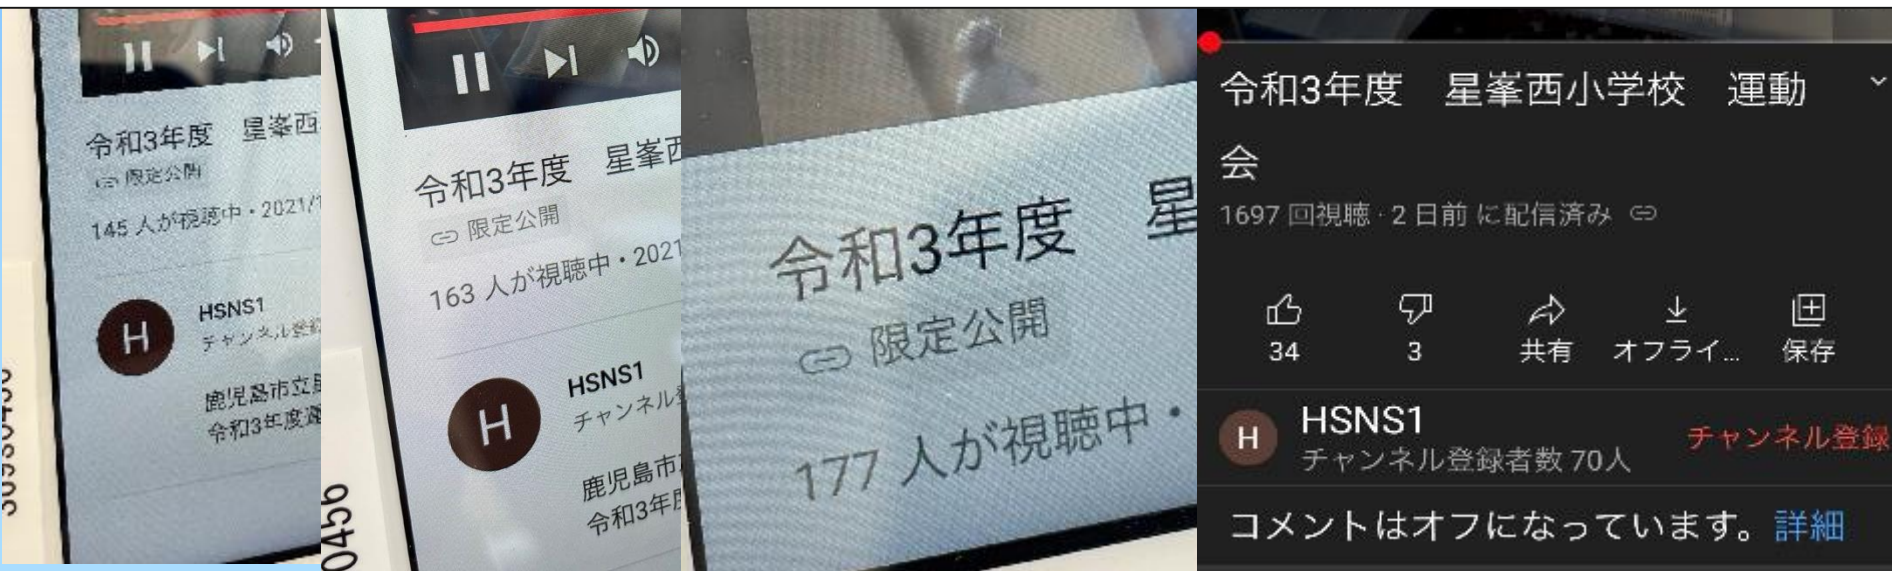 令和3年度 星峯西
限定公開
145 人が視聴中・2021/1
HSNS1
チャンネル登録
H
鹿児島市立星
令和3年度運
令和3年度 星峯西
限定公開
163 人が視聴中・2021
HSNS1
チャンネル
H
鹿児島市
令和3年
0456
令和3年度 星
限定公開
177 人が視聴中・
令和3年度 星峯西小学校 運動
会
1697 回視聴・2 日前 に配信済み
34 3 共有 オフライ... 保存
H
HSNS1
チャンネル登録者数 70人
チャンネル登録
コメントはオフになっています。詳細